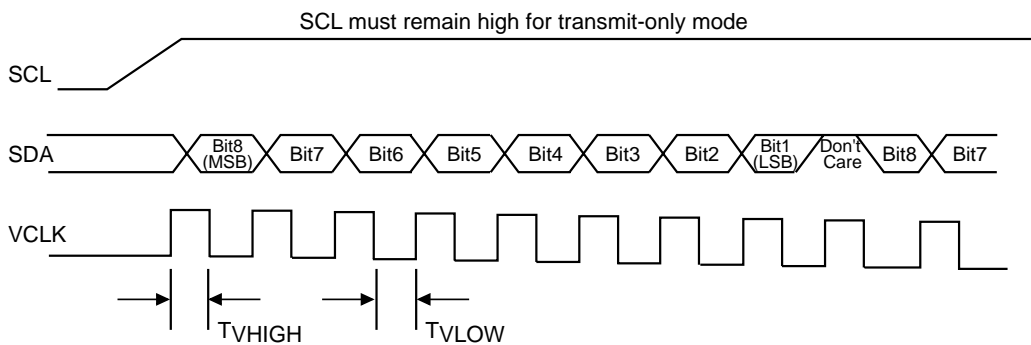 SCL must remain high for transmit-only mode
SCL
SDA
Bit8
(MSB)
Bit7
Bit6
Bit5
Bit4
Bit3
Bit2
Bit1
(LSB)
Don't
Care
Bit8
Bit7
VCLK
TVHIGH
TVLOW